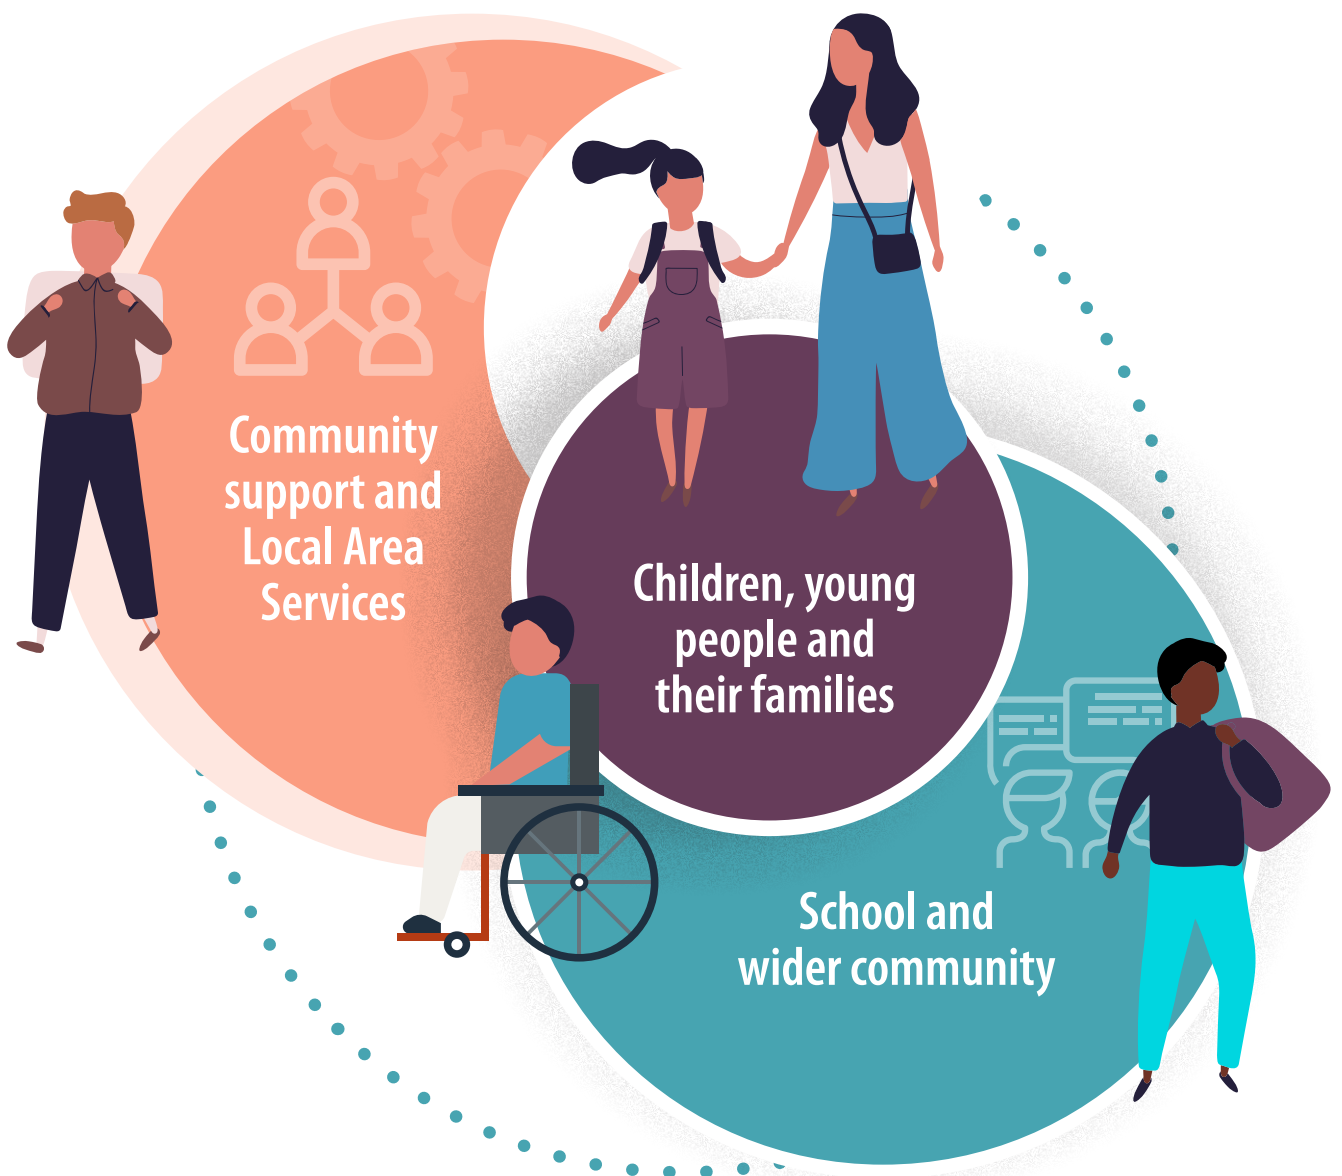 Community
support and
Local Area
Services
Children, young
people and
their families
School and
wider community